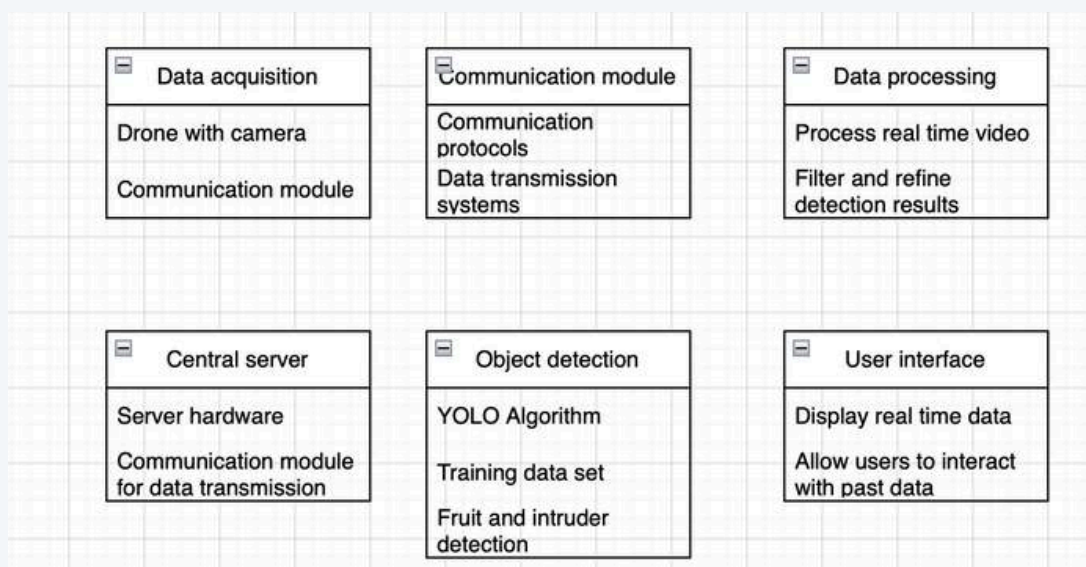 Data acquisition
Drone with camera
Communication module
Communication module
Communication
protocols
Data transmission
systems
Data processing
Process real time video
Filter and refine
detection results
Central server
Server hardware
Communication module
for data transmission
Object detection
YOLO Algorithm
Training data set
Fruit and intruder
detection
User interface
Display real time data
Allow users to interact
with past data